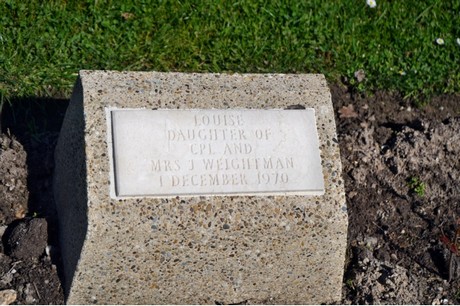 LOUISE
DAUGHTER OF
CPL AND
MRS J WEIGHTMAN
1 DECEMBER 1970